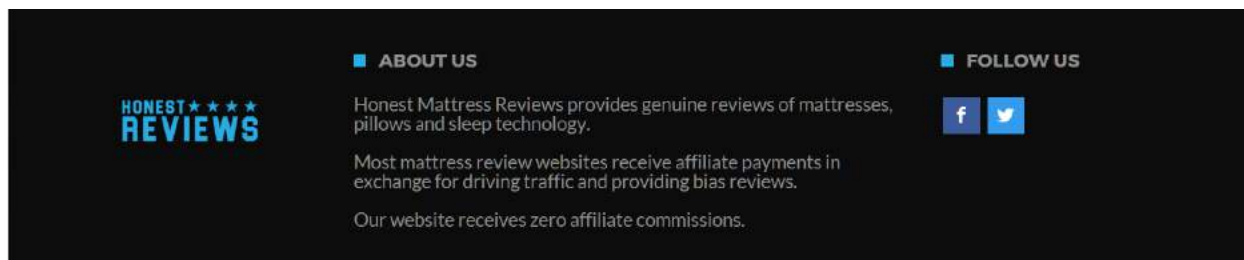 HONEST
REVIEWS
ABOUT US
Honest Mattress Reviews provides genuine reviews of mattresses,
pillows and sleep technology.
Most mattress review websites receive affiliate payments in
exchange for driving traffic and providing bias reviews.
Our website receives zero affiliate commissions.
FOLLOW US
f